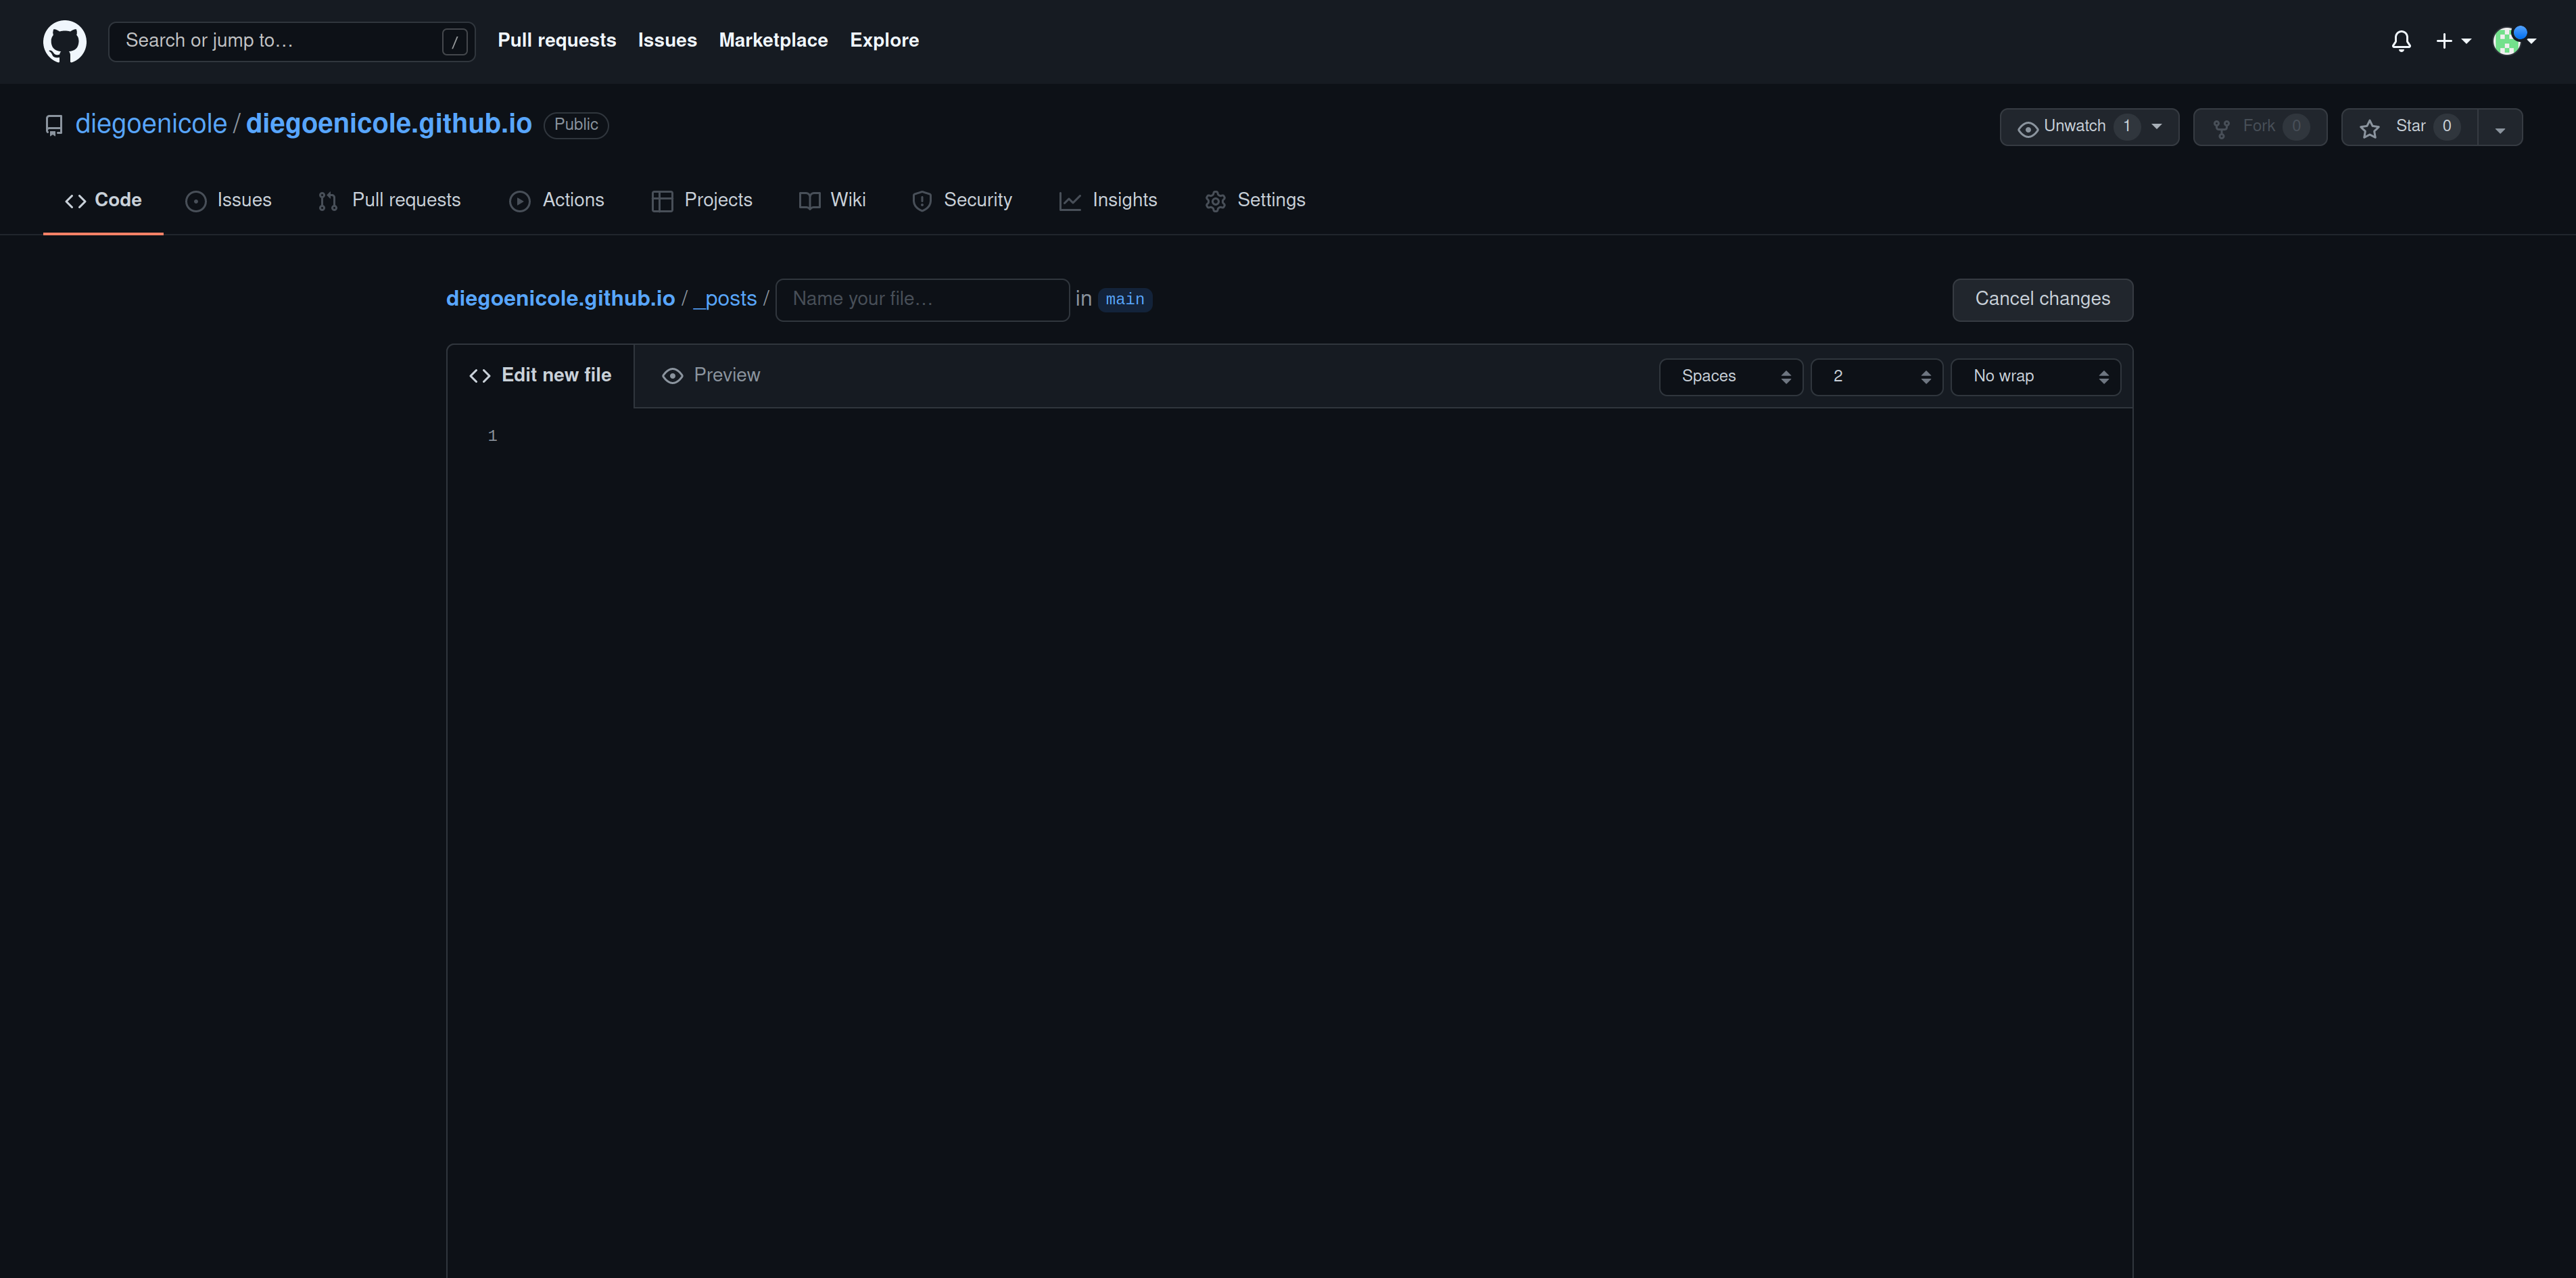 Search or jump to… / Pull requests Issues Marketplace Explore
diegoenicole / diegoenicole.github.io Public Unwatch 1 Fork 0 Star 0
Code Issues Pull requests Actions Projects Wiki Security Insights Settings
diegoenicole.github.io / _posts / Name your file… in main Cancel changes
Edit new file Preview Spaces 2 No wrap
1